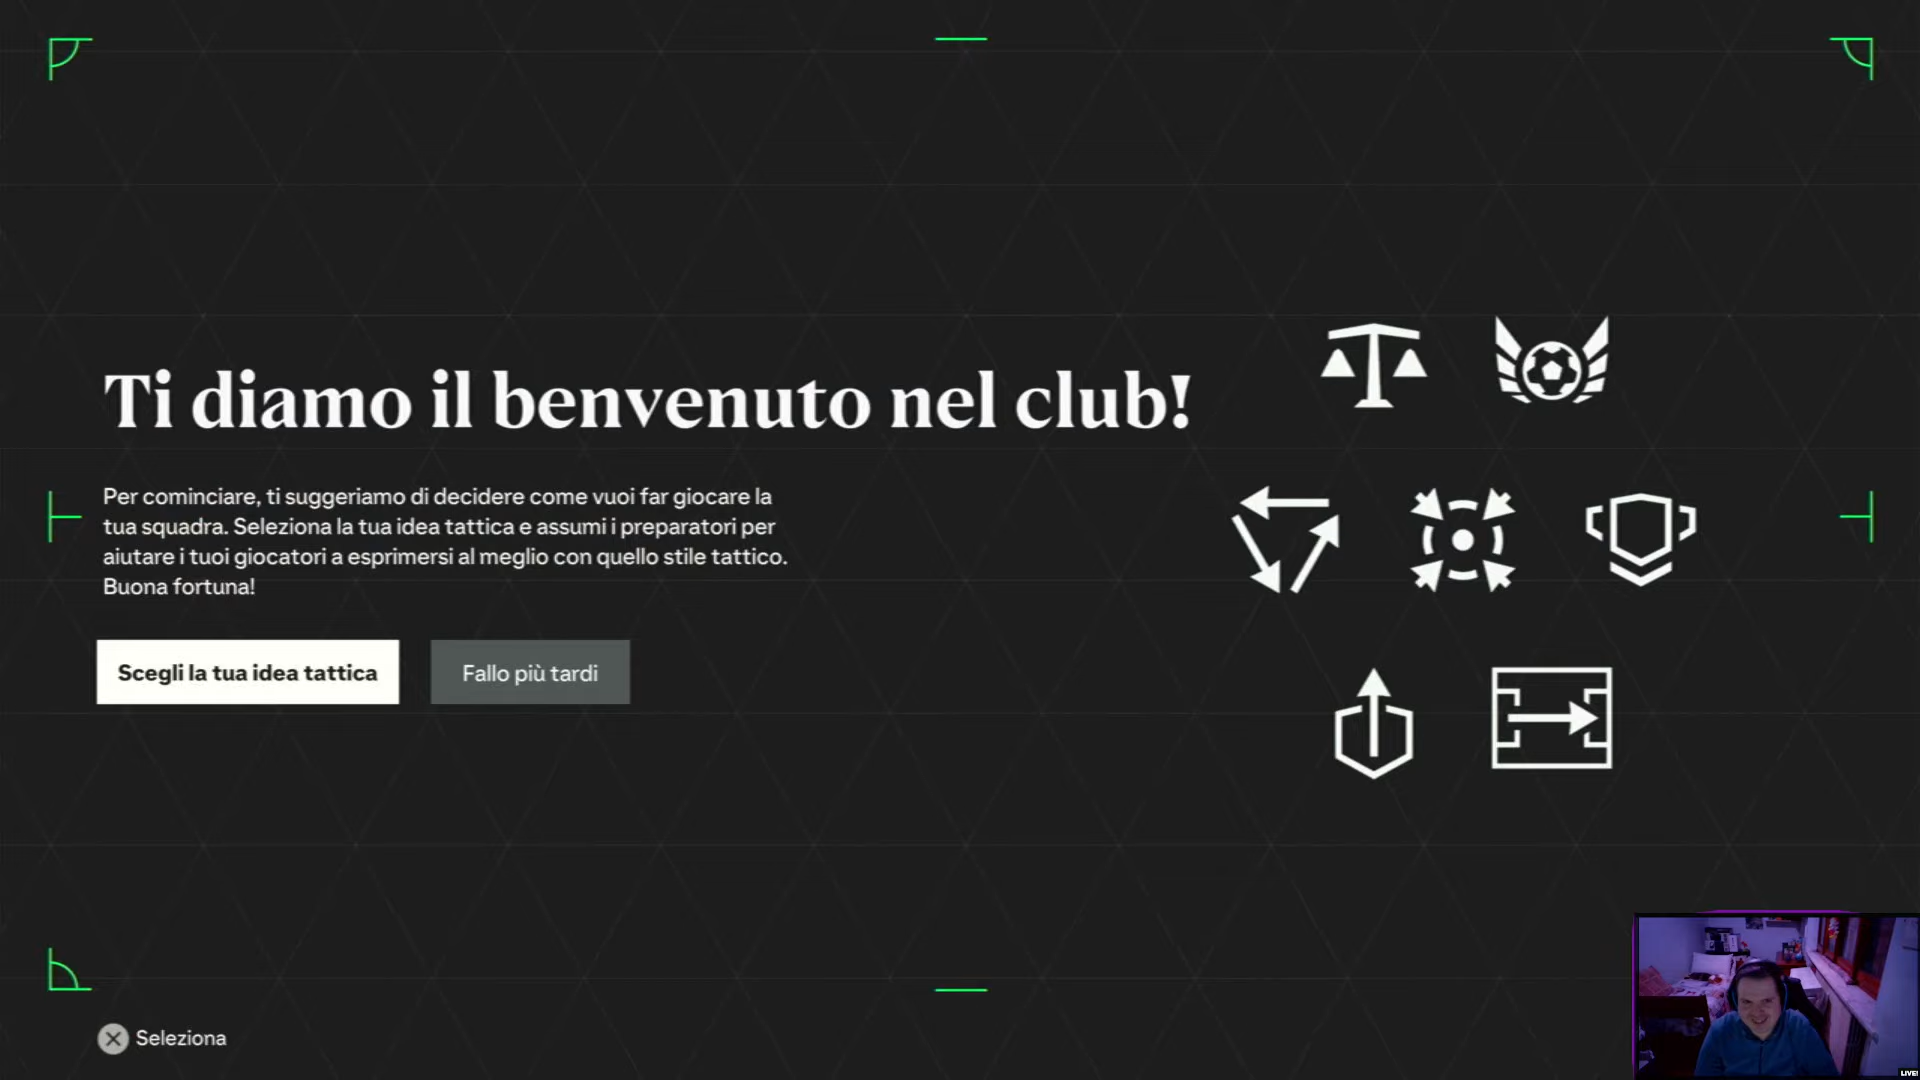 Ti diamo il benvenuto nel club!
Per cominciare, ti suggeriamo di decidere come vuoi far giocare la
tua squadra. Seleziona la tua idea tattica e assumi i preparatori per
aiutare i tuoi giocatori a esprimersi al meglio con quello stile tattico.
Buona fortuna!
Scegli la tua idea tattica
Fallo più tardi
Seleziona
LIVE!